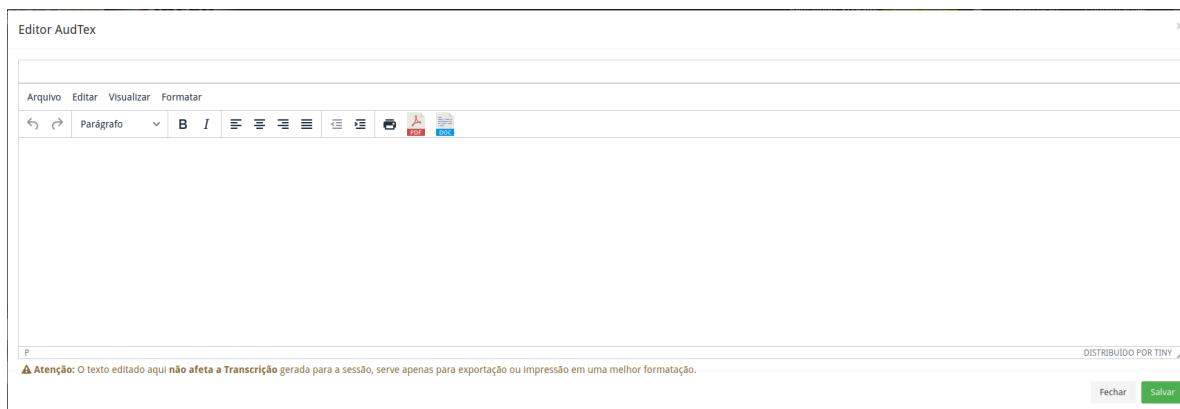 Editor AudTex
Arquivo Editar Visualizar Formatar
Parágrafo B I PDF DOC
P DISTRIBUÍDO POR TINY
Atenção: O texto editado aqui não afeta a Transcrição gerada para a sessão, serve apenas para exportação ou impressão em uma melhor formatação.
Fechar Salvar